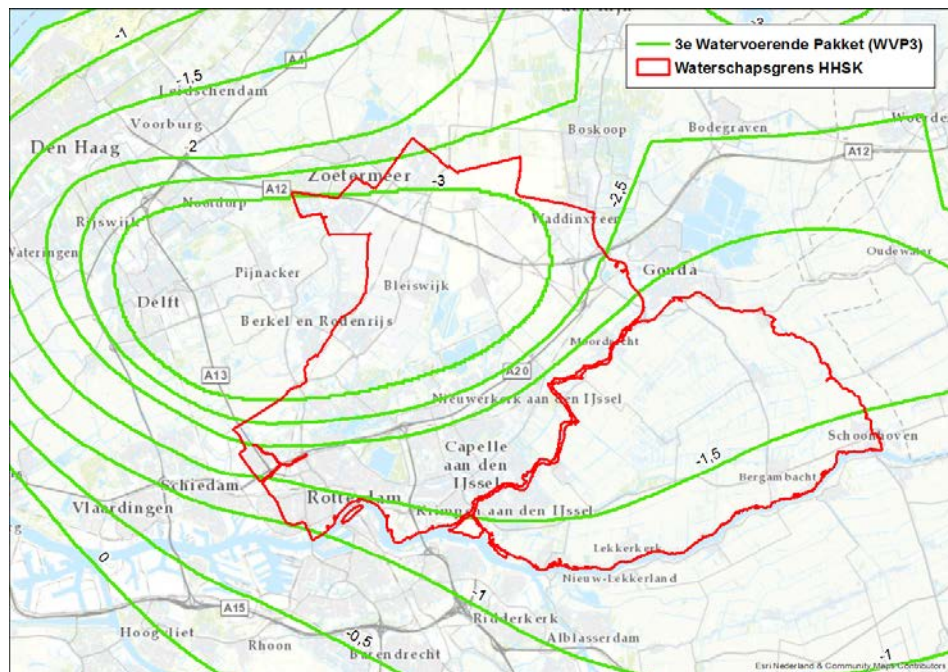 3e Watervoerende Pakket (WVP3)
Waterschapsgrens HHSK
-1
-3
A4
-1,5
Leidschendam
Voorburg
Boskoop
Bodegraven
Den Haag
-2
A12
Zoetermeer
-3
A12
Noodorp
-2,5
Rijswijk
Waddinxveen
Wateringen
Oudewater
Gouda
Pijnacker
Bleiswijk
Delft
Berkel en Rodenrijs
Moordrecht
A13
A20
Nieuwerkerk aan den IJssel
Capelle
aan den
IJssel
-1,5
Schoonhoven
Schiedam
Bergambacht
Rotterdam
Vlaardingen
Krimpen aan den IJssel
0
Lekkerkerk
Nieuw-Lekkerland
-1
A15
Ridderkerk
Hoogvliet
-0,5
Alblasserdam
Rhoon
Barendrecht
-1
Esri Nederland & Community Maps Contributors